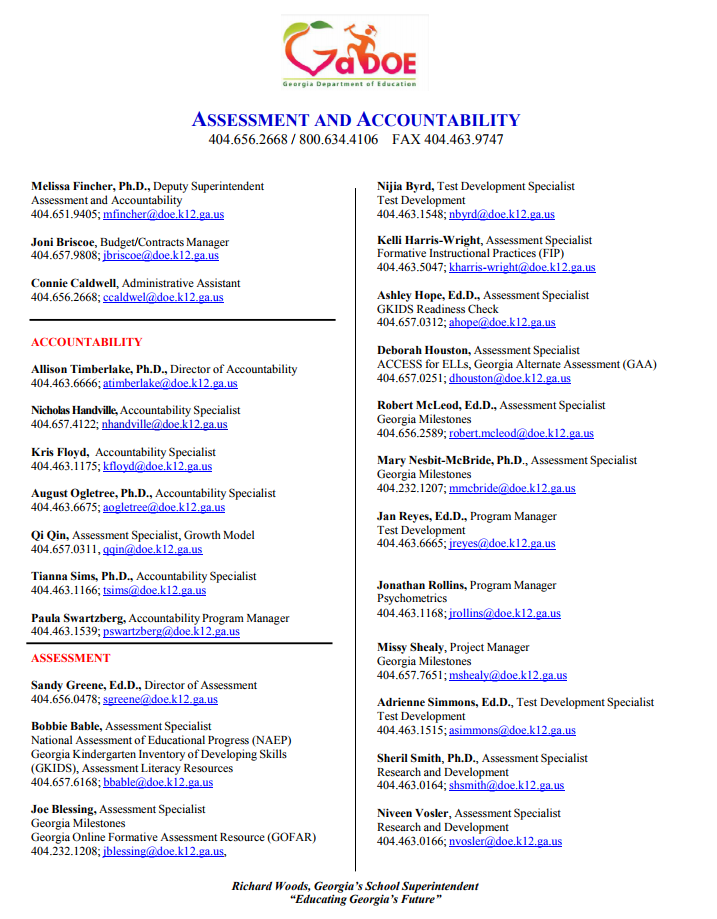 GaDOE
Georgia Department of Education
ASSESSMENT AND ACCOUNTABILITY
404.656.2668 / 800.634.4106 FAX 404.463.9747
Melissa Fincher, Ph.D., Deputy Superintendent
Assessment and Accountability
404.651.9405; mfincher@doe.k12.ga.us
Joni Briscoe, Budget/Contracts Manager
404.657.9808; jbriscoe@doe.k12.ga.us
Connie Caldwell, Administrative Assistant
404.656.2668; ccaldwel@doe.k12.ga.us
ACCOUNTABILITY
Allison Timberlake, Ph.D., Director of Accountability
404.463.6666; atimberlake@doe.k12.ga.us
Nicholas Handville, Accountability Specialist
404.657.4122; nhandville@doe.k12.ga.us
Kris Floyd, Accountability Specialist
404.463.1175; kfloyd@doe.k12.ga.us
August Ogletree, Ph.D., Accountability Specialist
404.463.6675; aogletree@doe.k12.ga.us
Qi Qin, Assessment Specialist, Growth Model
404.657.0311, qqin@doe.k12.ga.us
Tianna Sims, Ph.D., Accountability Specialist
404.463.1166; tsims@doe.k12.ga.us
Paula Swartzberg, Accountability Program Manager
404.463.1539; pswartzberg@doe.k12.ga.us
ASSESSMENT
Sandy Greene, Ed.D., Director of Assessment
404.656.0478; sgreene@doe.k12.ga.us
Bobbie Bable, Assessment Specialist
National Assessment of Educational Progress (NAEP)
Georgia Kindergarten Inventory of Developing Skills
(GKIDS), Assessment Literacy Resources
404.657.6168; bbable@doe.k12.ga.us
Joe Blessing, Assessment Specialist
Georgia Milestones
Georgia Online Formative Assessment Resource (GOFAR)
404.232.1208; jblessing@doe.k12.ga.us,
Nijia Byrd, Test Development Specialist
Test Development
404.463.1548; nbyrd@doe.k12.ga.us
Kelli Harris-Wright, Assessment Specialist
Formative Instructional Practices (FIP)
404.463.5047; kharris-wright@doe.k12.ga.us
Ashley Hope, Ed.D., Assessment Specialist
GKIDS Readiness Check
404.657.0312; ahope@doe.k12.ga.us
Deborah Houston, Assessment Specialist
ACCESS for ELLs, Georgia Alternate Assessment (GAA)
404.657.0251; dhouston@doe.k12.ga.us
Robert McLeod, Ed.D., Assessment Specialist
Georgia Milestones
404.656.2589; robert.mcleod@doe.k12.ga.us
Mary Nesbit-McBride, Ph.D., Assessment Specialist
Georgia Milestones
404.232.1207; mmcbride@doe.k12.ga.us
Jan Reyes, Ed.D., Program Manager
Test Development
404.463.6665; jreyes@doe.k12.ga.us
Jonathan Rollins, Program Manager
Psychometrics
404.463.1168; jrollins@doe.k12.ga.us
Missy Shealy, Project Manager
Georgia Milestones
404.657.7651; mshealy@doe.k12.ga.us
Adrienne Simmons, Ed.D., Test Development Specialist
Test Development
404.463.1515; asimmons@doe.k12.ga.us
Sheril Smith, Ph.D., Assessment Specialist
Research and Development
404.463.0164; shsmith@doe.k12.ga.us
Niveen Vosler, Assessment Specialist
Research and Development
404.463.0166; nvosler@doe.k12.ga.us
Richard Woods, Georgia's School Superintendent
"Educating Georgia's Future"